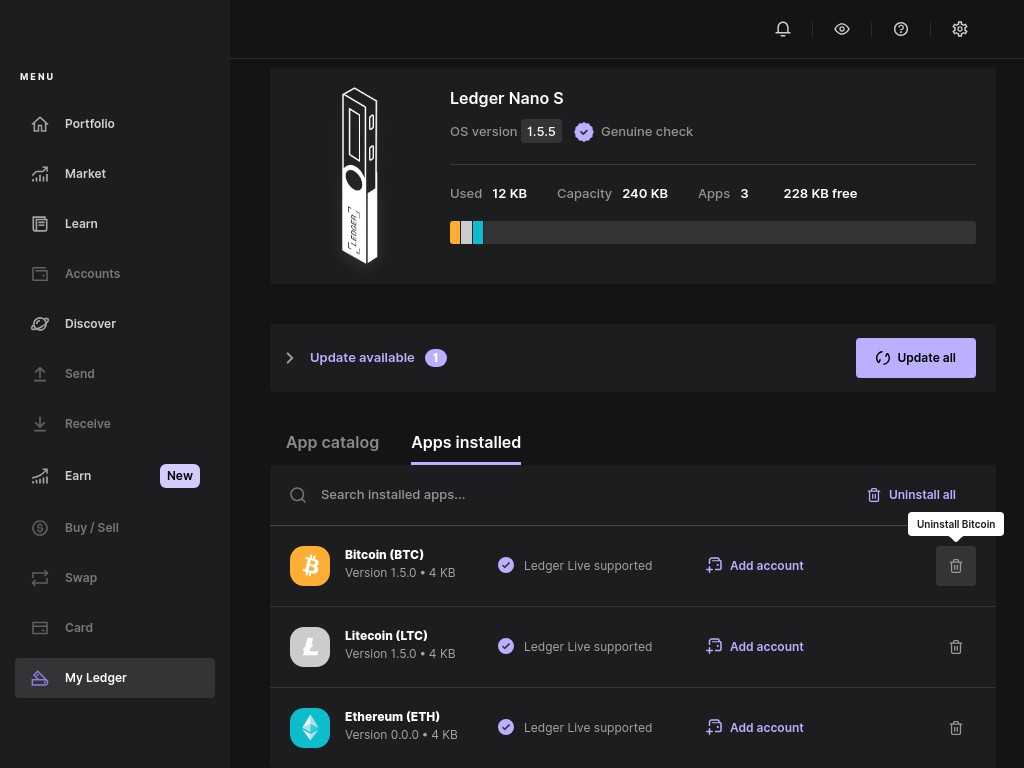 MENU
Portfolio
Market
Learn
Accounts
Discover
Send
Receive
Earn New
Buy / Sell
Swap
Card
My Ledger
LEDGER
Ledger Nano S
OS version 1.5.5 Genuine check
Used 12 KB Capacity 240 KB Apps 3 228 KB free
Update available 1 Update all
App catalog Apps installed
Search installed apps... Uninstall all
Uninstall Bitcoin
Bitcoin (BTC)
Version 1.5.0 • 4 KB Ledger Live supported Add account
Litecoin (LTC)
Version 1.5.0 • 4 KB Ledger Live supported Add account
Ethereum (ETH)
Version 0.0.0 • 4 KB Ledger Live supported Add account